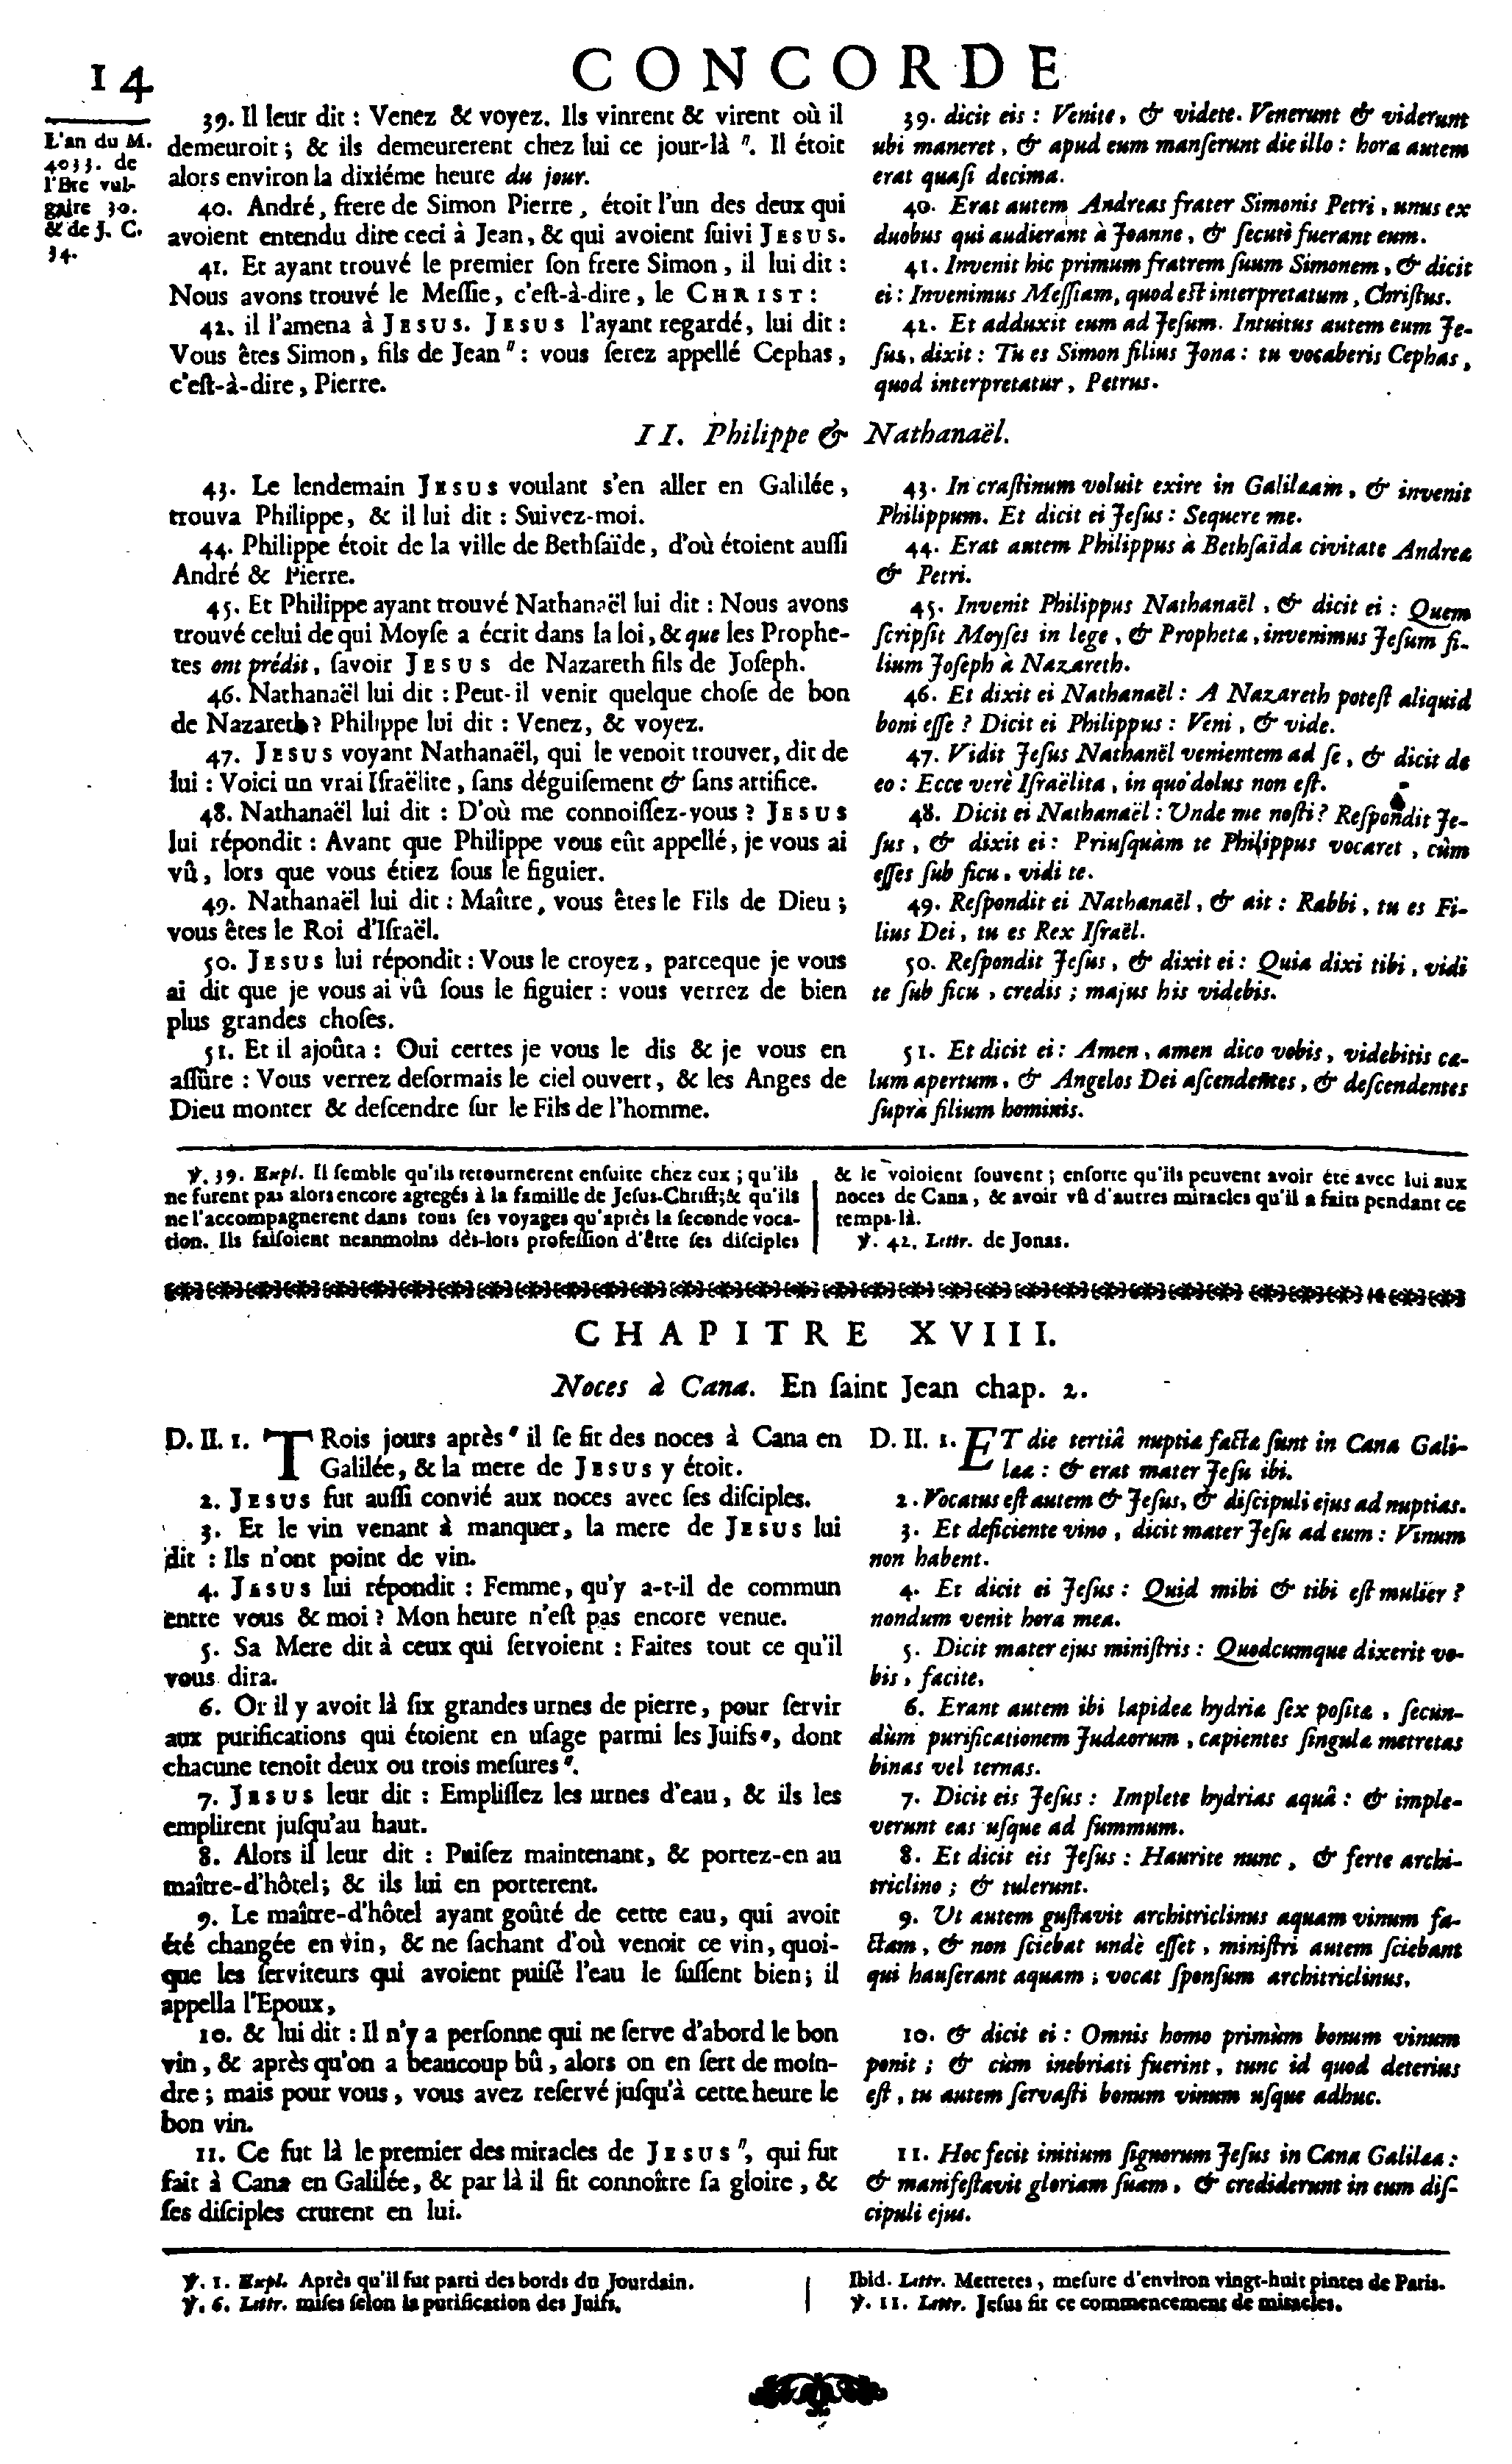 14
CONCORDE
L'an du M.
4033. de
l'Ere vul-
gaire 30.
& de J. C.
34.
39. Il leur dit : Venez & voyez. Ils vinrent & virent où il
demeuroit ; & ils demeurerent chez lui ce jour-là ". Il étoit
alors environ la dixiéme heure du jour.
40. André, frere de Simon Pierre, étoit l'un des deux qui
avoient entendu dire ceci à Jean, & qui avoient ſuivi JESUS.
41. Et ayant trouvé le premier ſon frere Simon, il lui dit :
Nous avons trouvé le Meſſie, c'eſt-à-dire, le CHRIST :
42. il l'amena à JESUS. JESUS l'ayant regardé, lui dit :
Vous êtes Simon, fils de Jean " : vous ſerez appellé Cephas,
c'eſt-à-dire, Pierre.
39. dicit eis : Venite, & videte. Venerunt & viderunt
ubi maneret, & apud eum manſerunt die illo : hora autem
erat quaſi decima.
40. Erat autem Andreas frater Simonis Petri, unus ex
duobus qui audierant à Joanne, & ſecuti fuerant eum.
41. Invenit hic primum fratrem ſuum Simonem, & dicit
ei : Invenimus Meſſiam, quod eſt interpretatum, Chriſtus.
42. Et adduxit eum ad Jeſum. Intuitus autem eum Je-
ſus, dixit : Tu es Simon filius Jona : tu vocaberis Cephas,
quod interpretatur, Petrus.
II. Philippe & Nathanaël.
43. Le lendemain JESUS voulant s'en aller en Galilée,
trouva Philippe, & il lui dit : Suivez-moi.
44. Philippe étoit de la ville de Bethſaïde, d'où étoient auſſi
André & Pierre.
45. Et Philippe ayant trouvé Nathanaël lui dit : Nous avons
trouvé celui de qui Moyſe a écrit dans la loi, & que les Prophe-
tes ont prédit, ſavoir JESUS de Nazareth fils de Joſeph.
46. Nathanaël lui dit : Peut-il venir quelque choſe de bon
de Nazareth ? Philippe lui dit : Venez, & voyez.
47. JESUS voyant Nathanaël, qui le venoit trouver, dit de
lui : Voici un vrai Iſraëlite, ſans déguiſement & ſans artifice.
48. Nathanaël lui dit : D'où me connoiſſez-vous ? JESUS
lui répondit : Avant que Philippe vous eût appellé, je vous ai
vû, lors que vous étiez ſous le figuier.
49. Nathanaël lui dit : Maître, vous êtes le Fils de Dieu ;
vous êtes le Roi d'Iſraël.
50. JESUS lui répondit : Vous le croyez, parceque je vous
ai dit que je vous ai vû ſous le figuier : vous verrez de bien
plus grandes choſes.
51. Et il ajoûta : Oui certes je vous le dis & je vous en
aſſûre : Vous verrez deſormais le ciel ouvert, & les Anges de
Dieu monter & deſcendre ſur le Fils de l'homme.
43. In craſtinum voluit exire in Galilæam, & invenit
Philippum. Et dicit ei Jeſus : Sequere me.
44. Erat autem Philippus à Bethſaïda civitate Andreæ
& Petri.
45. Invenit Philippus Nathanaël, & dicit ei : Quem
ſcripſit Moyſes in lege, & Prophetæ, invenimus Jeſum fi-
lium Joſeph à Nazareth.
46. Et dixit ei Nathanaël : A Nazareth poteſt aliquid
boni eſſe ? Dicit ei Philippus : Veni, & vide.
47. Vidit Jeſus Nathanël venientem ad ſe, & dicit de
eo : Ecce verè Iſraëlita, in quo dolus non eſt.
48. Dicit ei Nathanaël : Unde me noſti ? Reſpondit Je-
ſus, & dixit ei : Priuſquàm te Philippus vocaret, cùm
eſſes ſub ficu, vidi te.
49. Reſpondit ei Nathanaël, & ait : Rabbi, tu es Fi-
lius Dei, tu es Rex Iſraël.
50. Reſpondit Jeſus, & dixit ei : Quia dixi tibi, vidi
te ſub ficu, credis ; majus his videbis.
51. Et dicit ei : Amen, amen dico vobis, videbitis cæ-
lum apertum, & Angelos Dei aſcendentes, & deſcendentes
ſuprà filium hominis.
℣. 39. Expl. Il ſemble qu'ils retournerent enſuite chez eux ; qu'ils
ne furent pas alors encore agregés à la famille de Jeſus-Chriſt ; & qu'ils
ne l'accompagnerent dans tous ſes voyages qu'après la ſeconde voca-
tion. Ils faiſoient neanmoins dès-lors profeſſion d'être ſes diſciples
& le voioient ſouvent ; enſorte qu'ils peuvent avoir été avec lui aux
noces de Cana, & avoir vû d'autres miracles qu'il a faits pendant ce
temps-là.
℣. 42. Lettr. de Jonas.
CHAPITRE XVIII.
Noces à Cana. En ſaint Jean chap. 2.
D. II. 1. TRois jours après " il ſe fit des noces à Cana en
Galilée, & la mere de JESUS y étoit.
2. JESUS fut auſſi convié aux noces avec ſes diſciples.
3. Et le vin venant à manquer, la mere de JESUS lui
dit : Ils n'ont point de vin.
4. JESUS lui répondit : Femme, qu'y a-t-il de commun
entre vous & moi ? Mon heure n'eſt pas encore venue.
5. Sa Mere dit à ceux qui ſervoient : Faites tout ce qu'il
vous dira.
6. Or il y avoit là ſix grandes urnes de pierre, pour ſervir
aux purifications qui étoient en uſage parmi les Juifs ", dont
chacune tenoit deux ou trois meſures ".
7. JESUS leur dit : Empliſſez les urnes d'eau, & ils les
emplirent juſqu'au haut.
8. Alors il leur dit : Puiſez maintenant, & portez-en au
maître-d'hôtel ; & ils lui en porterent.
9. Le maître-d'hôtel ayant goûté de cette eau, qui avoit
été changée en vin, & ne ſachant d'où venoit ce vin, quoi-
que les ſerviteurs qui avoient puiſé l'eau le ſuſſent bien ; il
appella l'Epoux,
10. & lui dit : Il n'y a perſonne qui ne ſerve d'abord le bon
vin, & après qu'on a beaucoup bû, alors on en ſert de moin-
dre ; mais pour vous, vous avez reſervé juſqu'à cette heure le
bon vin.
11. Ce fut là le premier des miracles de JESUS ", qui fut
fait à Cana en Galilée, & par là il fit connoître ſa gloire, &
ſes diſciples crurent en lui.
D. II. 1. ET die tertiâ nuptiæ factæ ſunt in Cana Gali-
lææ : & erat mater Jeſu ibi.
2. Vocatus eſt autem & Jeſus, & diſcipuli ejus ad nuptias.
3. Et deficiente vino, dicit mater Jeſu ad eum : Vinum
non habent.
4. Et dicit ei Jeſus : Quid mihi & tibi eſt mulier ?
nondum venit hora mea.
5. Dicit mater ejus miniſtris : Quodcumque dixerit vo-
bis, facite.
6. Erant autem ibi lapideæ hydriæ ſex poſitæ, ſecun-
dùm purificationem Judæorum, capientes ſingulæ metretas
binas vel ternas.
7. Dicit eis Jeſus : Implete hydrias aquâ : & imple-
verunt eas uſque ad ſummum.
8. Et dicit eis Jeſus : Haurite nunc, & ferte archi-
triclino ; & tulerunt.
9. Ut autem guſtavit architriclinus aquam vinum fa-
ctam, & non ſciebat undè eſſet, miniſtri autem ſciebant
qui hauſerant aquam ; vocat ſponſum architriclinus,
10. & dicit ei : Omnis homo primùm bonum vinum
ponit ; & cùm inebriati fuerint, tunc id quod deterius
eſt, tu autem ſervaſti bonum vinum uſque adhuc.
11. Hoc fecit initium ſignorum Jeſus in Cana Galilææ :
& manifeſtavit gloriam ſuam, & crediderunt in eum diſ-
cipuli ejus.
℣. 1. Expl. Après qu'il fut parti des bords du Jourdain.
℣. 6. Lettr. miſes ſelon la purification des Juifs.
Ibid. Lettr. Metretes, meſure d'environ vingt-huit pintes de Paris.
℣. 11. Lettr. Jeſus fit ce commencement de miracles.